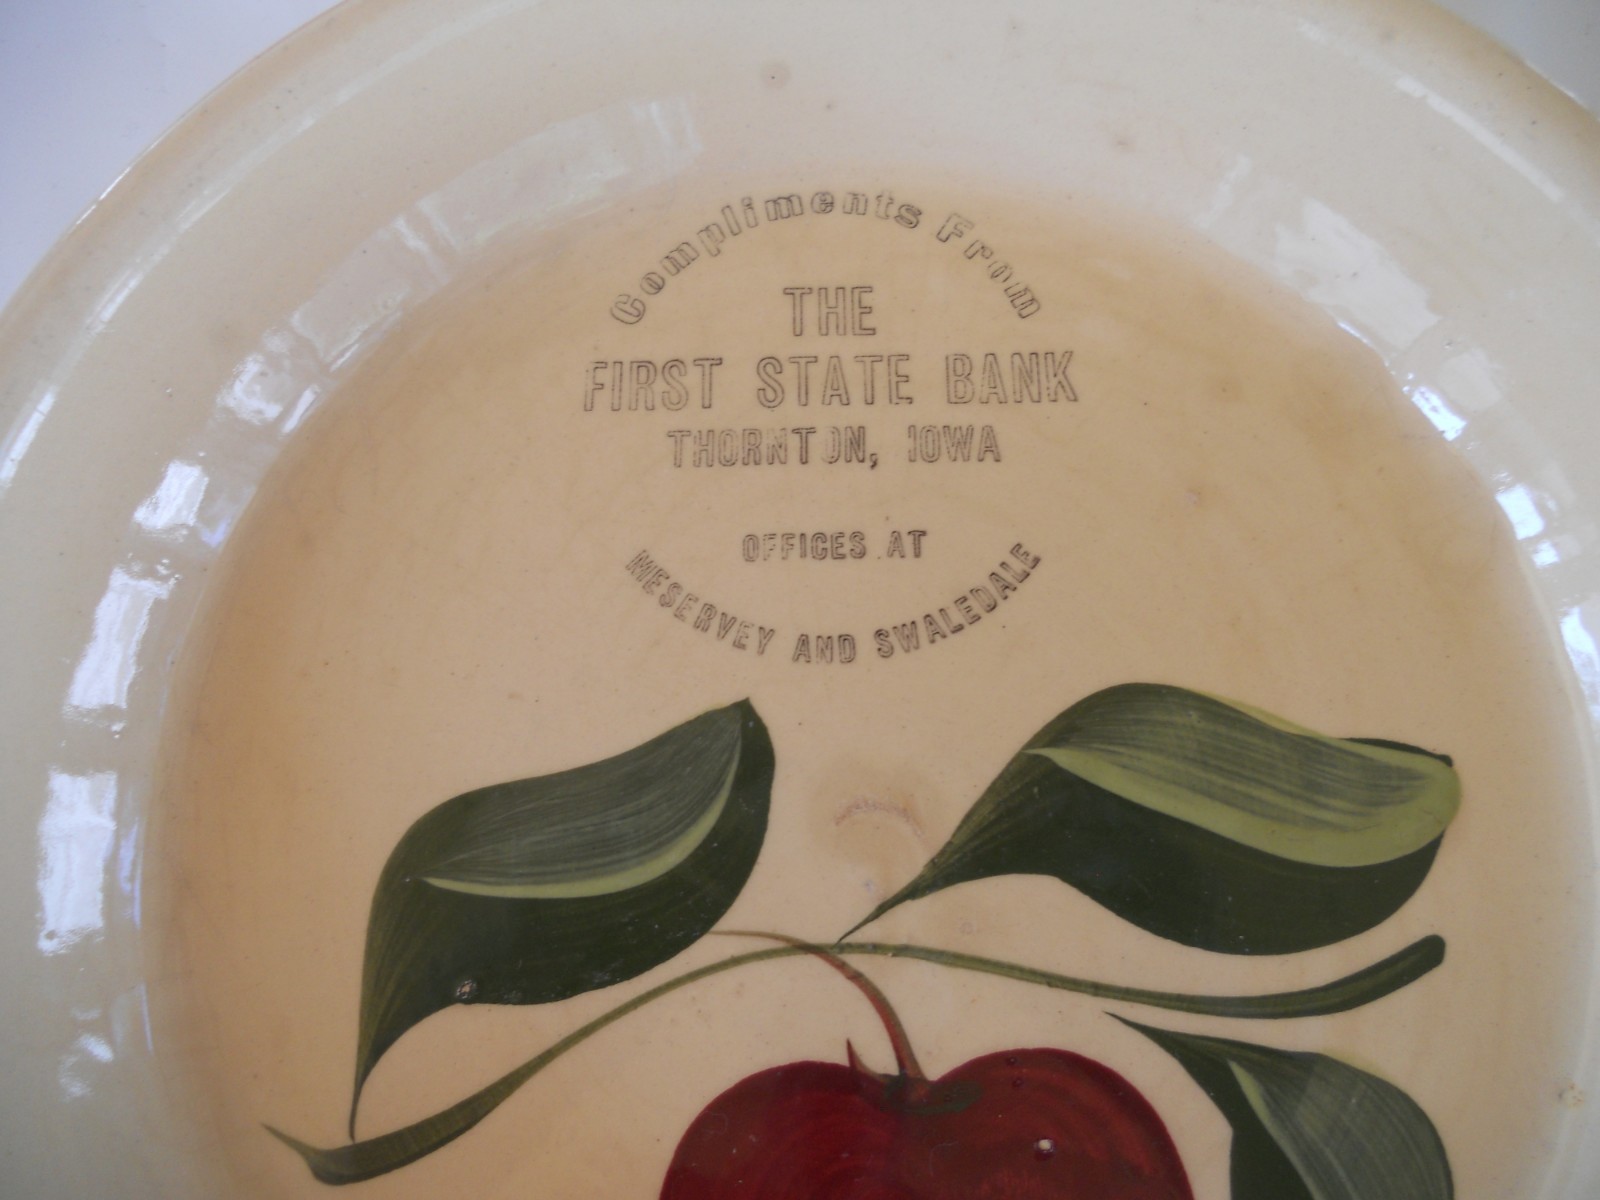 Compliments From
THE
FIRST STATE BANK
THORNTON, IOWA
OFFICES AT
MESERVEY AND SWALEDALE